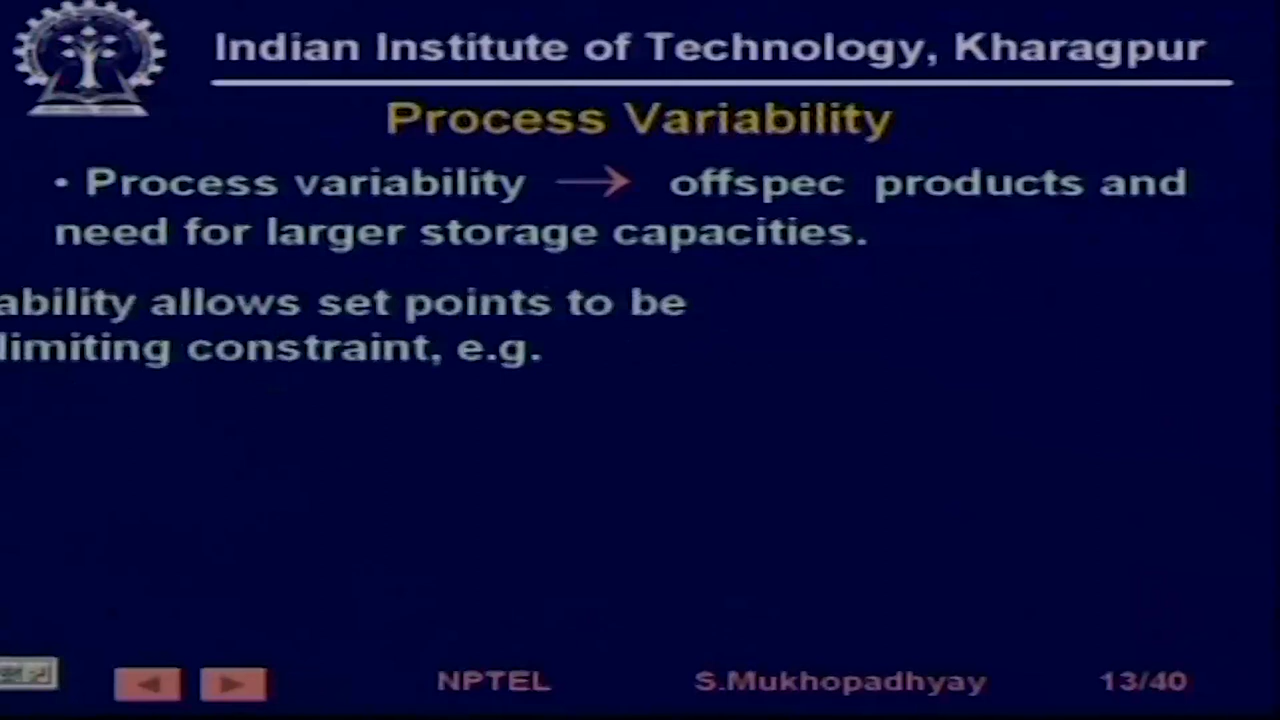 Indian Institute of Technology, Kharagpur
Process Variability
• Process variability → offspec products and
need for larger storage capacities.
ability allows set points to be
limiting constraint, e.g.
NPTEL S.Mukhopadhyay 13/40